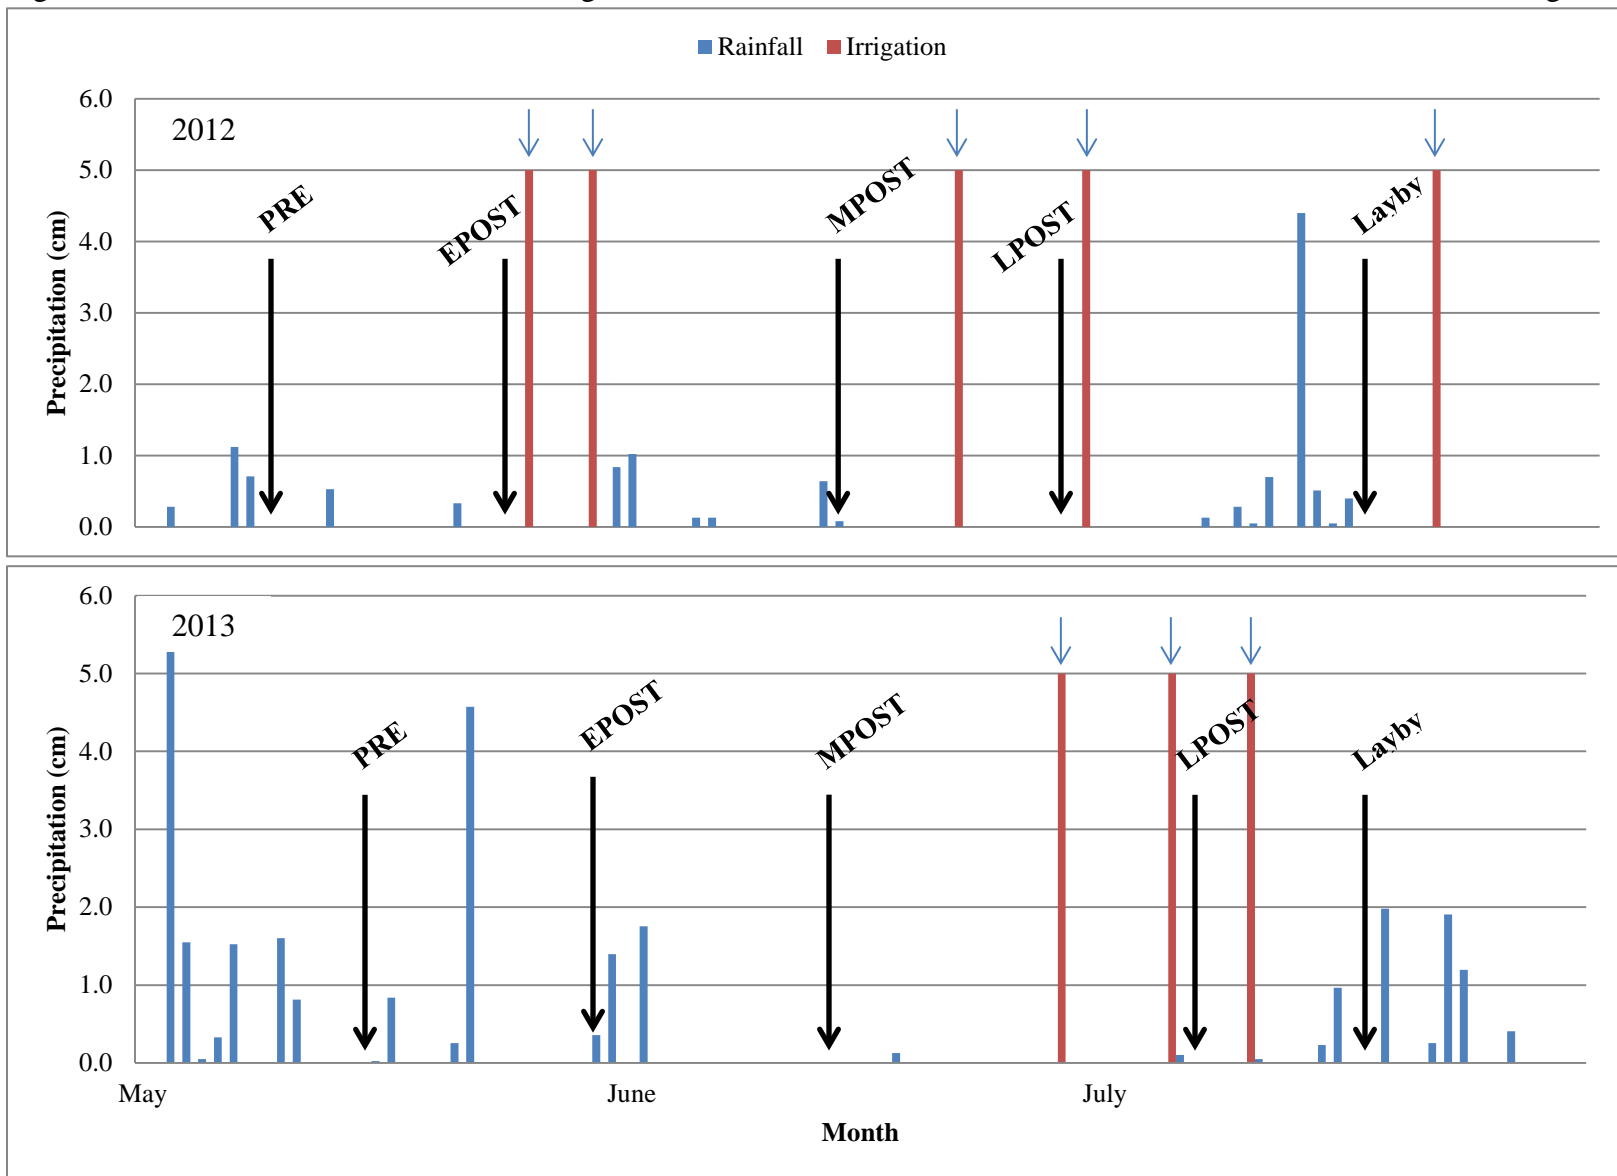 Rainfall Irrigation
6.0
5.0
4.0
3.0
2.0
1.0
0.0
Precipitation (cm)
2012
PRE
EPOST
MPOST
LPOST
Layby
6.0
5.0
4.0
3.0
2.0
1.0
0.0
Precipitation (cm)
2013
PRE
EPOST
MPOST
LPOST
Layby
May June July
Month